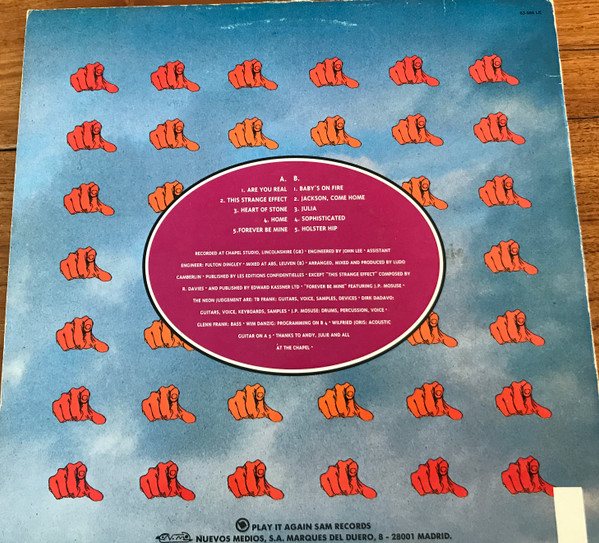 A. B.
1. ARE YOU REAL 1. BABY'S ON FIRE
2. THIS STRANGE EFFECT 2. JACKSON, COME HOME
3. HEART OF STONE 3. JULIA
4. HOME 4. SOPHISTICATED
5.FOREVER BE MINE 5. HOLSTER HIP
RECORDED AT CHAPEL STUDIO, LINCOLNSHIRE (GB) • ENGINEERED BY JOHN LEE • ASSISTANT
ENGINEER: FULTON DINGLEY • MIXED AT ABS, LEUVEN (B) • ARRANGED, MIXED AND PRODUCED BY LUDO
CAMBERLIN • PUBLISHED BY LES EDITIONS CONFIDENTIELLES • EXCEPT "THIS STRANGE EFFECT" COMPOSED BY
R. DAVIES • AND PUBLISHED BY EDWARD KASSNER LTD • "FOREVER BE MINE" FEATURING J.P. MOSUSE •
THE NEON JUDGEMENT ARE: TB FRANK: GUITARS, VOICE, SAMPLES, DEVICES • DIRK DADAVO:
GUITARS, VOICE, KEYBOARDS, SAMPLES • J.P. MOSUSE: DRUMS, PERCUSSION, VOICE •
GLENN FRANK: BASS • WIM DANZIG: PROGRAMMING ON B 4 • WILFRIED JORIS: ACOUSTIC
GUITAR ON A 5 • THANKS TO ANDY, JULIE AND ALL
AT THE CHAPEL •
PLAY IT AGAIN SAM RECORDS
NUEVOS MEDIOS, S.A. MARQUES DEL DUERO, 8 - 28001 MADRID.